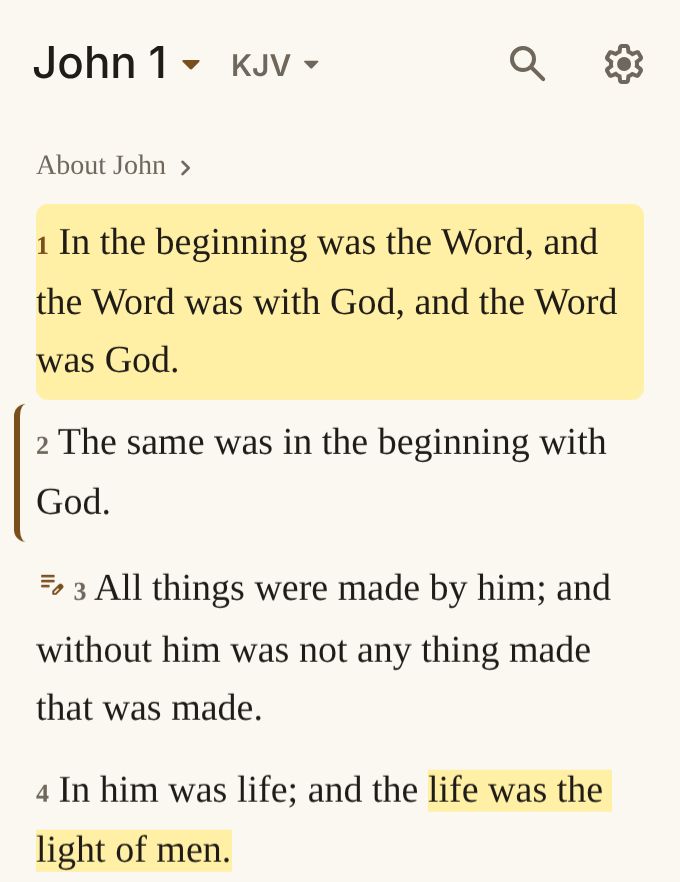 John 1 KJV
About John
1 In the beginning was the Word, and
the Word was with God, and the Word
was God.
2 The same was in the beginning with
God.
3 All things were made by him; and
without him was not any thing made
that was made.
4 In him was life; and the life was the
light of men.